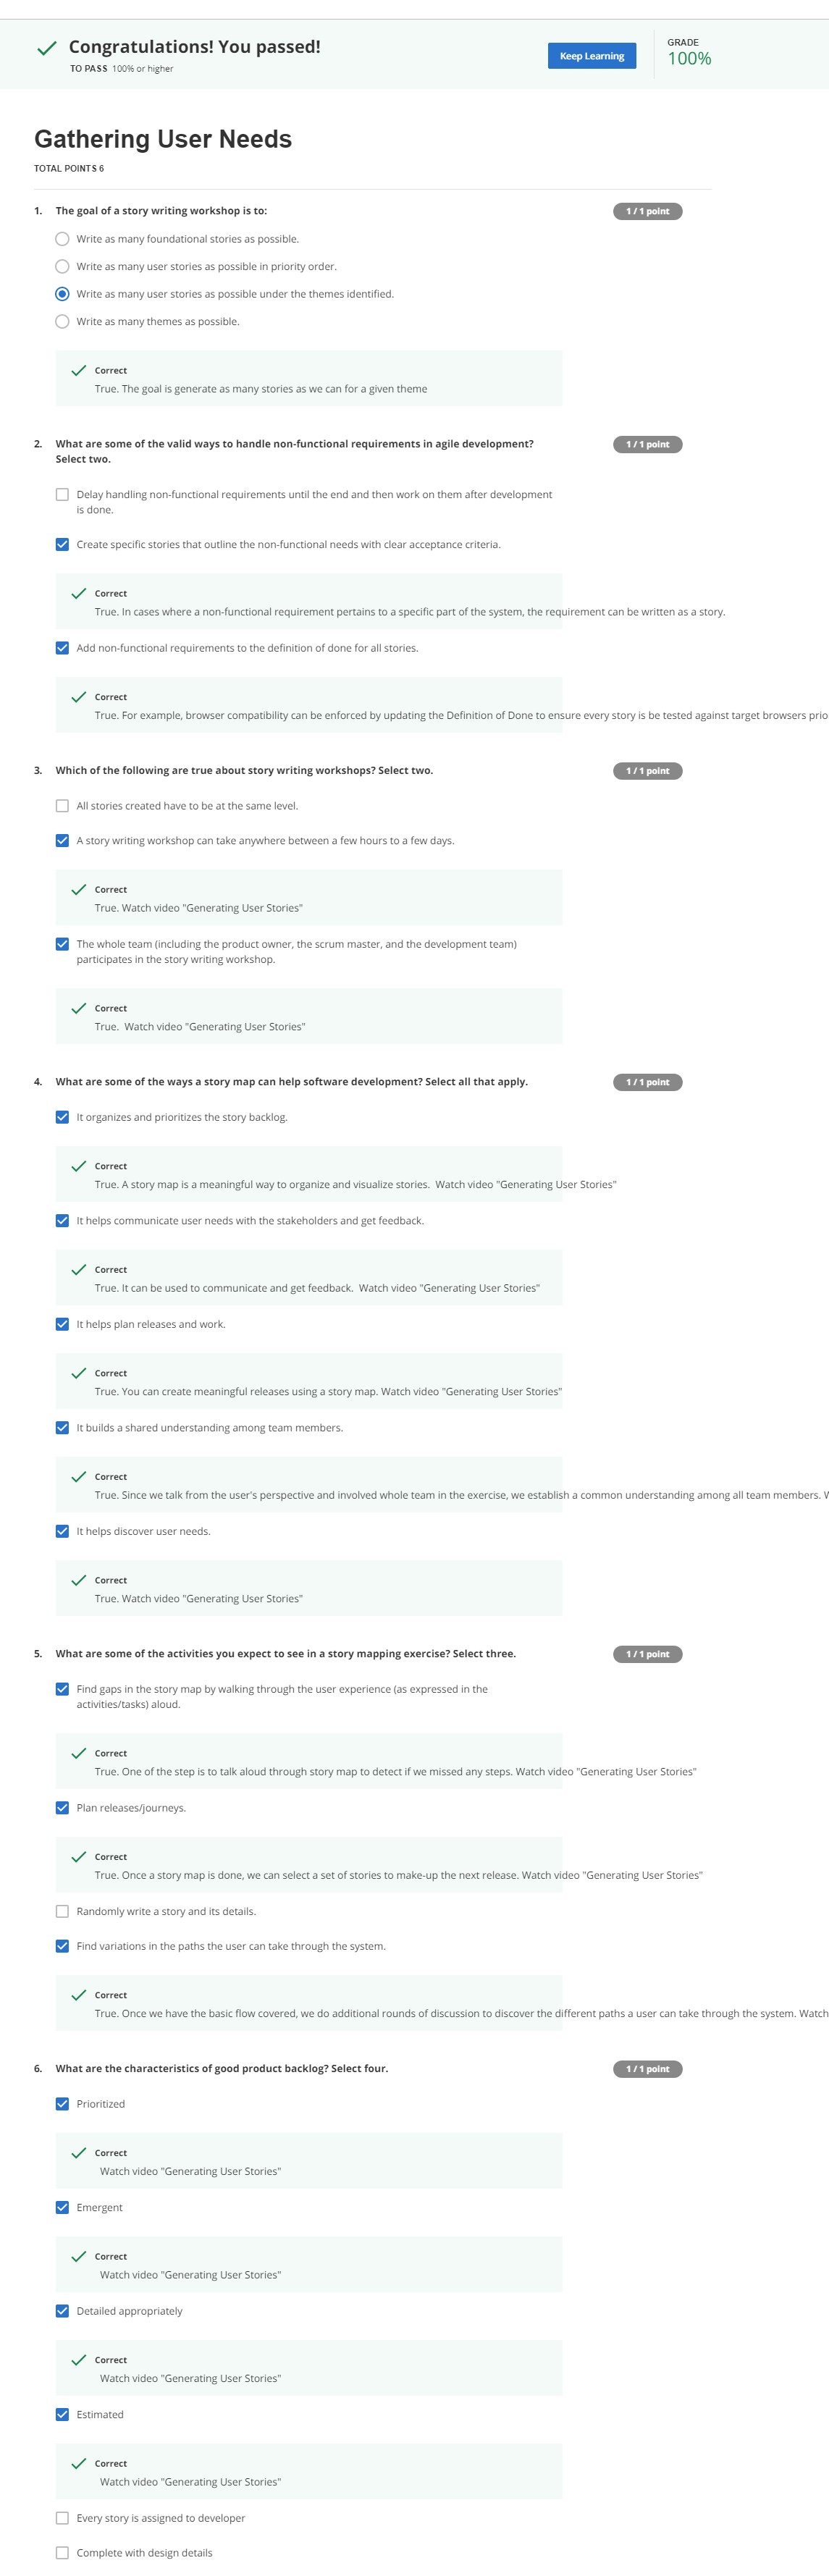 Congratulations! You passed!
TO PASS 100% or higher
Keep Learning
GRADE
100%
Gathering User Needs
TOTAL POINTS 6
1. The goal of a story writing workshop is to:
1 / 1 point
Write as many foundational stories as possible.
Write as many user stories as possible in priority order.
Write as many user stories as possible under the themes identified.
Write as many themes as possible.
Correct
True. The goal is generate as many stories as we can for a given theme
2. What are some of the valid ways to handle non-functional requirements in agile development?
Select two.
1 / 1 point
Delay handling non-functional requirements until the end and then work on them after development
is done.
Create specific stories that outline the non-functional needs with clear acceptance criteria.
Correct
True. In cases where a non-functional requirement pertains to a specific part of the system, the requirement can be written as a story.
Add non-functional requirements to the definition of done for all stories.
Correct
True. For example, browser compatibility can be enforced by updating the Definition of Done to ensure every story is be tested against target browsers prio
3. Which of the following are true about story writing workshops? Select two.
1 / 1 point
All stories created have to be at the same level.
A story writing workshop can take anywhere between a few hours to a few days.
Correct
True. Watch video "Generating User Stories"
The whole team (including the product owner, the scrum master, and the development team)
participates in the story writing workshop.
Correct
True. Watch video "Generating User Stories"
4. What are some of the ways a story map can help software development? Select all that apply.
1 / 1 point
It organizes and prioritizes the story backlog.
Correct
True. A story map is a meaningful way to organize and visualize stories. Watch video "Generating User Stories"
It helps communicate user needs with the stakeholders and get feedback.
Correct
True. It can be used to communicate and get feedback. Watch video "Generating User Stories"
It helps plan releases and work.
Correct
True. You can create meaningful releases using a story map. Watch video "Generating User Stories"
It builds a shared understanding among team members.
Correct
True. Since we talk from the user's perspective and involved whole team in the exercise, we establish a common understanding among all team members. W
It helps discover user needs.
Correct
True. Watch video "Generating User Stories"
5. What are some of the activities you expect to see in a story mapping exercise? Select three.
1 / 1 point
Find gaps in the story map by walking through the user experience (as expressed in the
activities/tasks) aloud.
Correct
True. One of the step is to talk aloud through story map to detect if we missed any steps. Watch video "Generating User Stories"
Plan releases/journeys.
Correct
True. Once a story map is done, we can select a set of stories to make-up the next release. Watch video "Generating User Stories"
Randomly write a story and its details.
Find variations in the paths the user can take through the system.
Correct
True. Once we have the basic flow covered, we do additional rounds of discussion to discover the different paths a user can take through the system. Watch
6. What are the characteristics of good product backlog? Select four.
1 / 1 point
Prioritized
Correct
Watch video "Generating User Stories"
Emergent
Correct
Watch video "Generating User Stories"
Detailed appropriately
Correct
Watch video "Generating User Stories"
Estimated
Correct
Watch video "Generating User Stories"
Every story is assigned to developer
Complete with design details